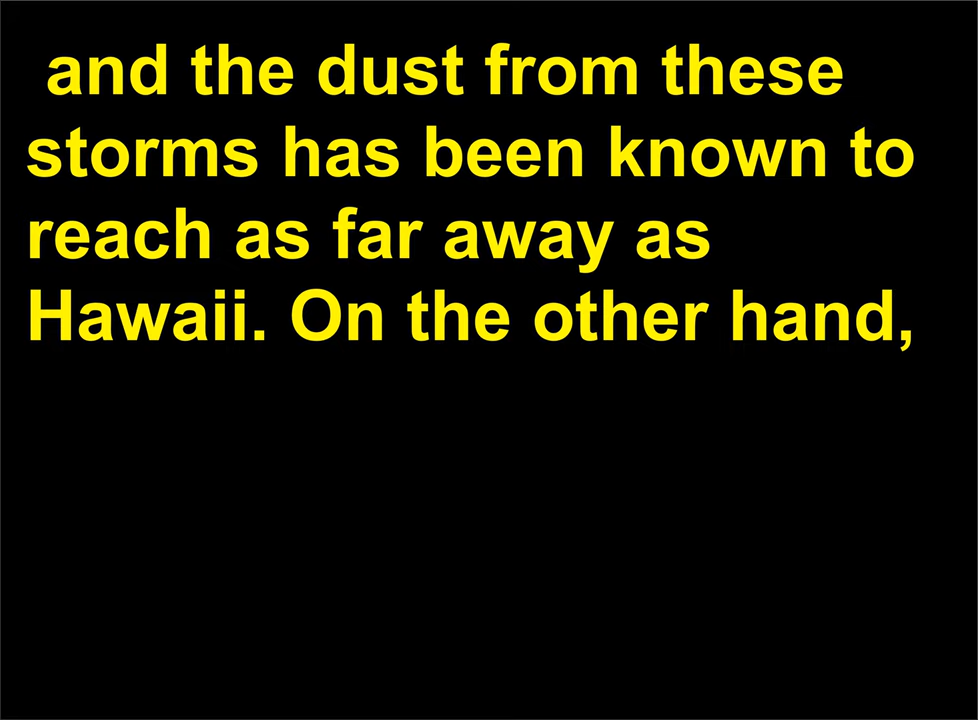 and the dust from these
storms has been known to
reach as far away as
Hawaii. On the other hand,